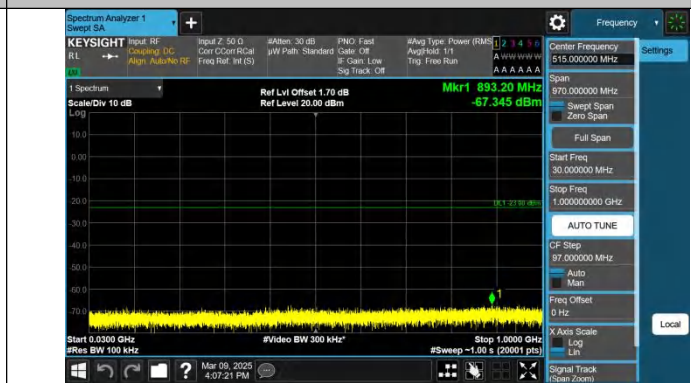 Spectrum Analyzer 1
Swept SA
+
Frequency
KEYSIGHT
RL
Input: RF
Coupling: DC
Align: Auto/No RF
Input Z: 50 Ω
Corr CCorr RCal
Freq Ref: Int (S)
#Atten: 30 dB
µW Path: Standard
PNO: Fast
Gate: Off
IF Gain: Low
Sig Track: Off
#Avg Type: Power (RMS)
Avg|Hold: 1/1
Trig: Free Run
1 2 3 4 5 6
A W W W W W
A A A A A A
1 Spectrum
Scale/Div 10 dB
Log
Ref Lvl Offset 1.70 dB
Ref Level 20.00 dBm
Mkr1 893.20 MHz
-67.345 dBm
10.0
0.00
-10.0
-20.0
DL1 -23.00 dBm
-30.0
-40.0
-50.0
-60.0
1
-70.0
Start 0.0300 GHz
#Res BW 100 kHz
#Video BW 300 kHz*
Stop 1.0000 GHz
#Sweep ~1.00 s (20001 pts)
Center Frequency
515.000000 MHz
Settings
Span
970.000000 MHz
Swept Span
Zero Span
Full Span
Start Freq
30.000000 MHz
Stop Freq
1.000000000 GHz
AUTO TUNE
CF Step
97.000000 MHz
Auto
Man
Freq Offset
0 Hz
X Axis Scale
Log
Lin
Local
Signal Track
(Span Zoom)
?
Mar 09, 2025
4:07:21 PM